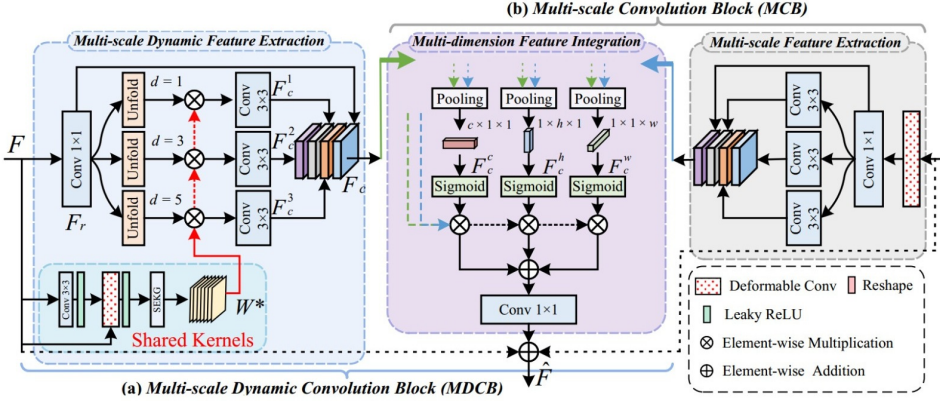 (b) Multi-scale Convolution Block (MCB)
Multi-scale Dynamic Feature Extraction
Multi-dimension Feature Integration
Multi-scale Feature Extraction
F
Conv 1×1
F_r
Unfold
d = 1
Conv 3×3
F_c^1
Unfold
d = 3
Conv 3×3
F_c^2
Unfold
d = 5
Conv 3×3
F_c^3
F_c
Conv 3×3
SEKG
W*
Shared Kernels
Pooling
Pooling
Pooling
c × 1 × 1
1 × h × 1
1 × 1 × w
F_c^c
F_c^h
F_c^w
Sigmoid
Sigmoid
Sigmoid
Conv 1×1
F̂
Conv 3×3
Conv 3×3
Conv 3×3
Conv 1×1
Deformable Conv
Reshape
Leaky ReLU
Element-wise Multiplication
Element-wise Addition
(a) Multi-scale Dynamic Convolution Block (MDCB)